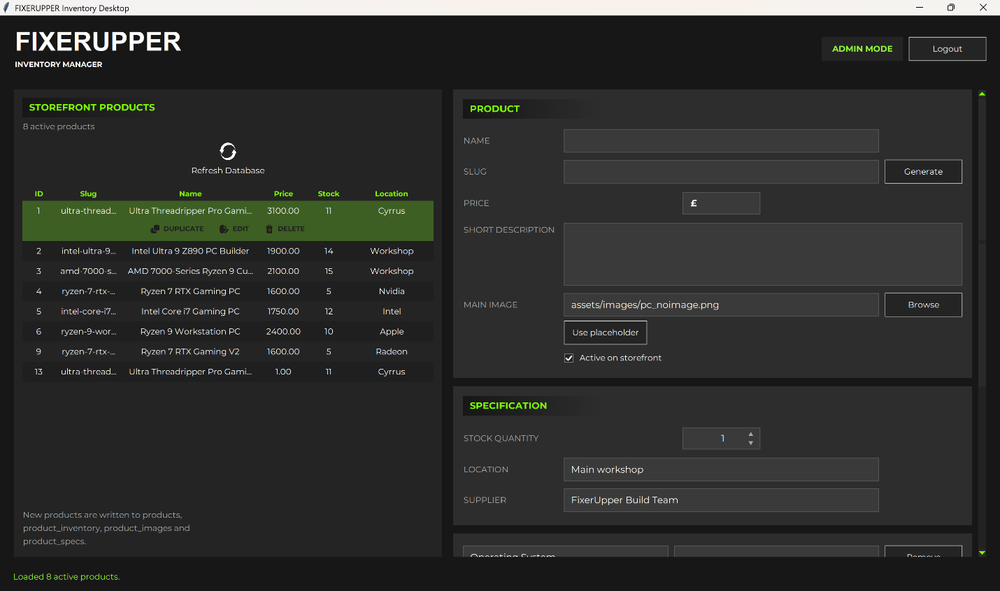 FIXERUPPER Inventory Desktop
FIXERUPPER
INVENTORY MANAGER
ADMIN MODE
Logout
STOREFRONT PRODUCTS
8 active products
Refresh Database
ID Slug Name Price Stock Location
1 ultra-thread... Ultra Threadripper Pro Gami... 3100.00 11 Cyrrus
DUPLICATE EDIT DELETE
2 intel-ultra-9... Intel Ultra 9 Z890 PC Builder 1900.00 14 Workshop
3 amd-7000-s... AMD 7000-Series Ryzen 9 Cu... 2100.00 15 Workshop
4 ryzen-7-rtx-... Ryzen 7 RTX Gaming PC 1600.00 5 Nvidia
5 intel-core-i7... Intel Core i7 Gaming PC 1750.00 12 Intel
6 ryzen-9-wor... Ryzen 9 Workstation PC 2400.00 10 Apple
9 ryzen-7-rtx-... Ryzen 7 RTX Gaming V2 1600.00 5 Radeon
13 ultra-thread... Ultra Threadripper Pro Gami... 1.00 11 Cyrrus
New products are written to products,
product_inventory, product_images and
product_specs.
Loaded 8 active products.
PRODUCT
NAME
SLUG Generate
PRICE £
SHORT DESCRIPTION
MAIN IMAGE assets/images/pc_noimage.png Browse
Use placeholder
Active on storefront
SPECIFICATION
STOCK QUANTITY 1
LOCATION Main workshop
SUPPLIER FixerUpper Build Team
Operating System Remove